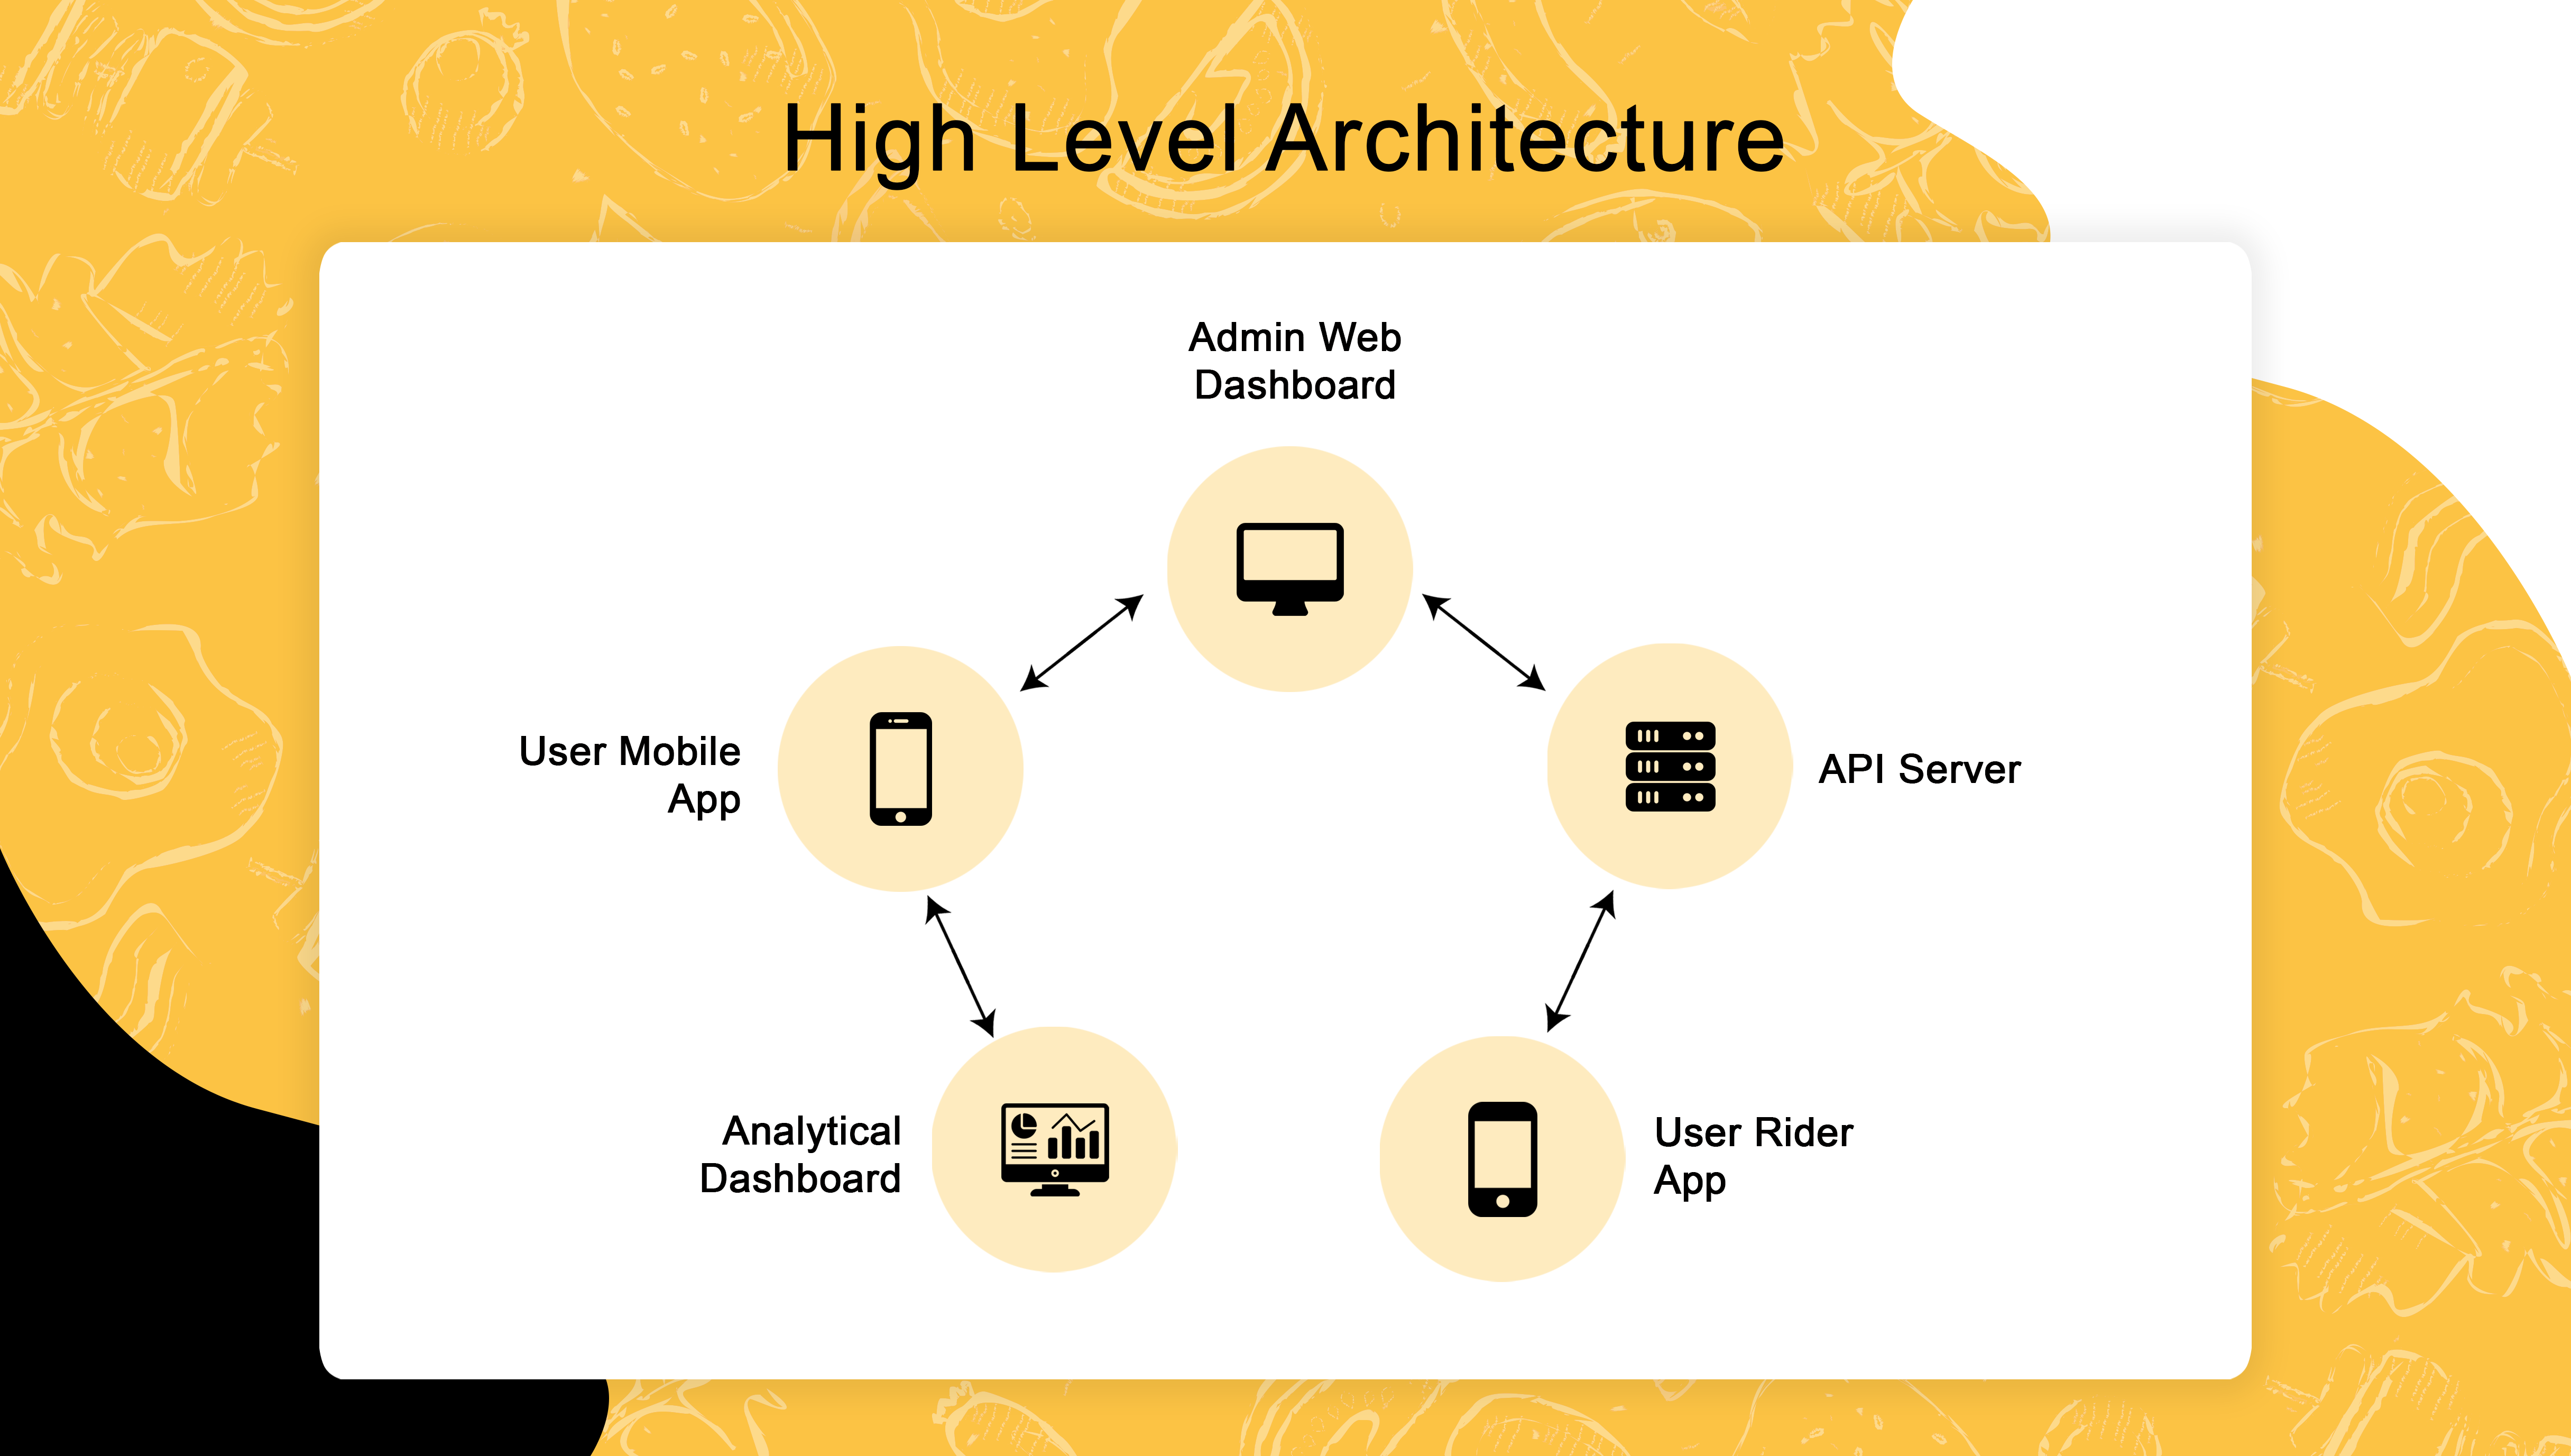 High Level Architecture
Admin Web
Dashboard
User Mobile
App
API Server
Analytical
Dashboard
User Rider
App